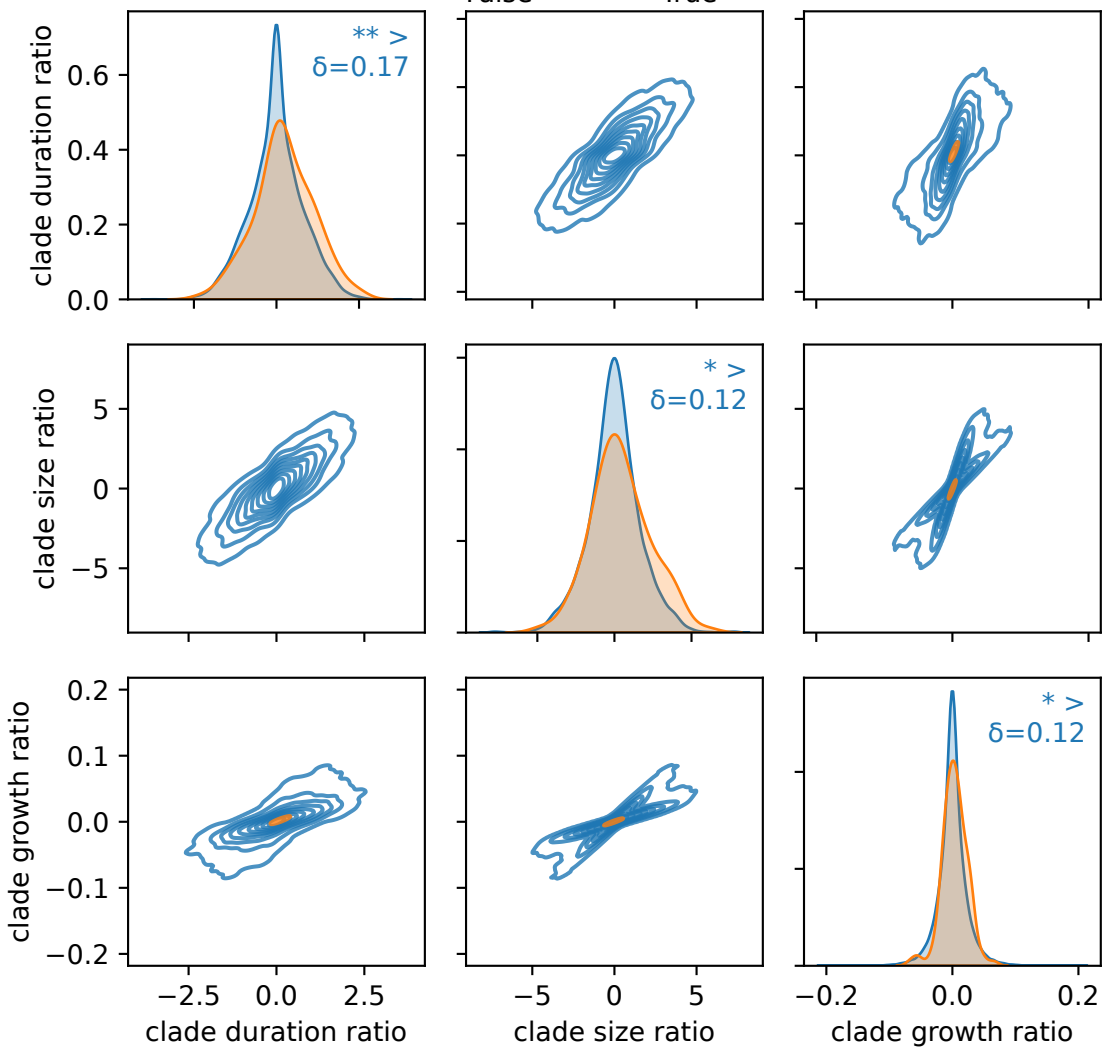 False True
clade duration ratio
0.6
0.4
0.2
0.0
** >
δ=0.17
clade size ratio
5
0
−5
* >
δ=0.12
clade growth ratio
0.2
0.1
0.0
−0.1
−0.2
* >
δ=0.12
−2.5 0.0 2.5
−5 0 5
−0.2 0.0 0.2
clade duration ratio
clade size ratio
clade growth ratio